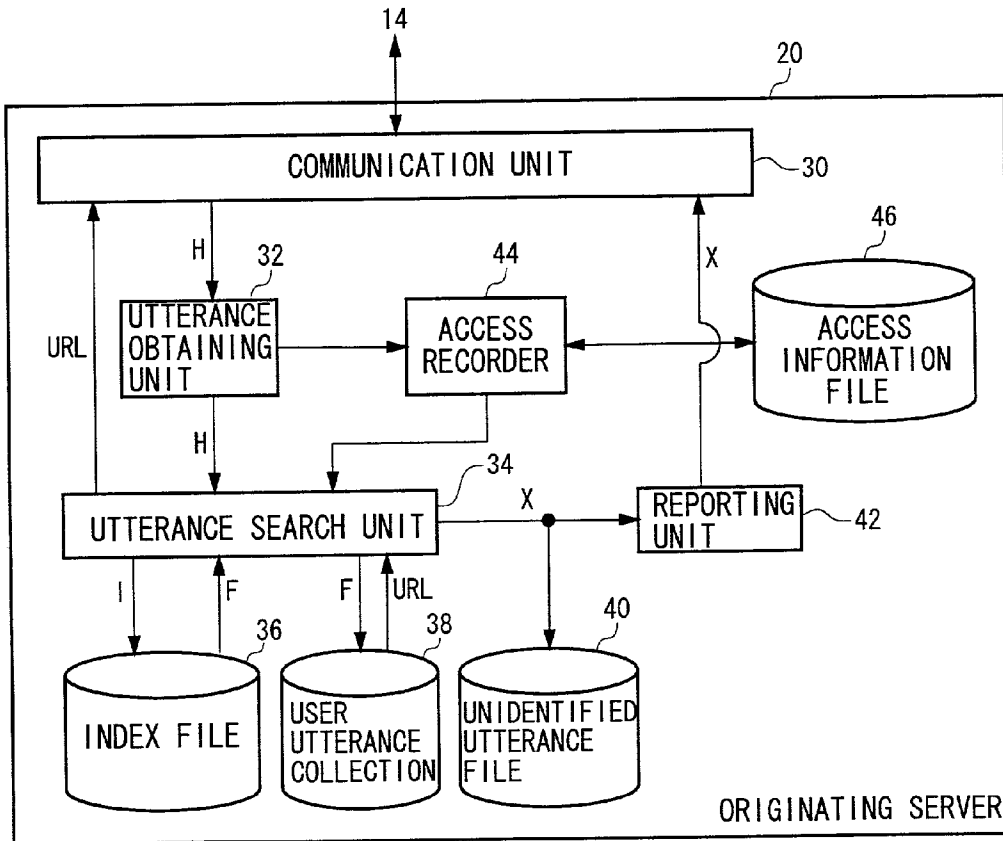 14
20
COMMUNICATION UNIT
30
H
32
44
X
46
URL
UTTERANCE
OBTAINING
UNIT
ACCESS
RECORDER
ACCESS
INFORMATION
FILE
H
34
UTTERANCE SEARCH UNIT
X
REPORTING
UNIT
42
I
F
F
URL
36
38
40
INDEX FILE
USER
UTTERANCE
COLLECTION
UNIDENTIFIED
UTTERANCE
FILE
ORIGINATING SERVER